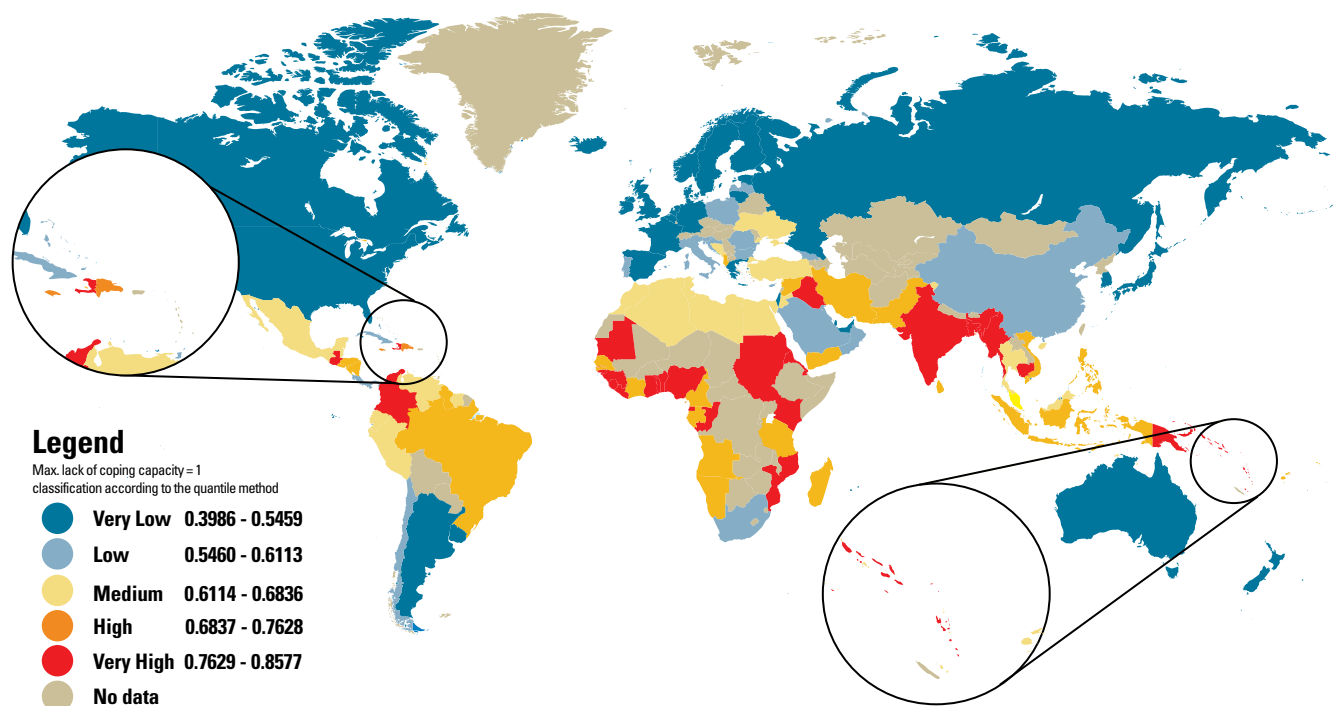 Legend
Max. lack of coping capacity = 1
classification according to the quantile method
Very Low 0.3986 - 0.5459
Low 0.5460 - 0.6113
Medium 0.6114 - 0.6836
High 0.6837 - 0.7628
Very High 0.7629 - 0.8577
No data